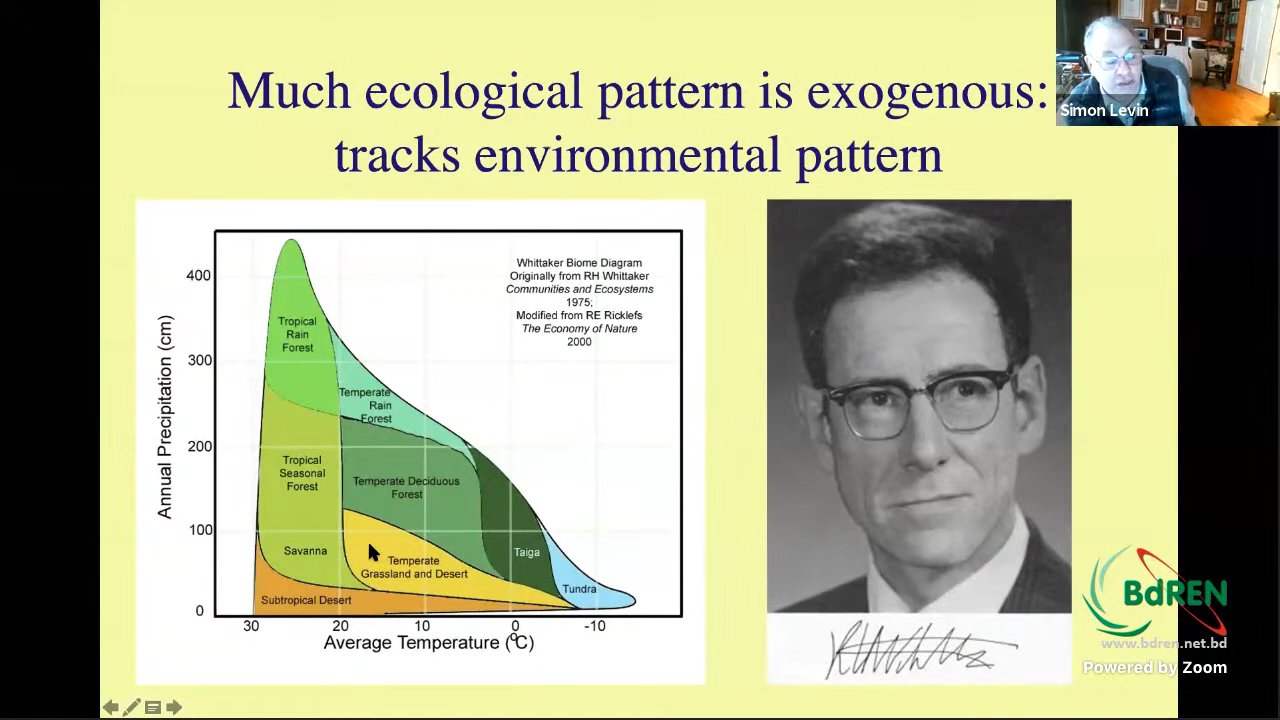 Much ecological pattern is exogenous:
tracks environmental pattern
Simon Levin
Whittaker Biome Diagram
Originally from RH Whittaker
Communities and Ecosystems
1975;
Modified from RE Ricklefs
The Economy of Nature
2000
Annual Precipitation (cm)
400
300
200
100
0
Tropical
Rain
Forest
Temperate
Rain
Forest
Tropical
Seasonal
Forest
Temperate Deciduous
Forest
Savanna
Temperate
Grassland and Desert
Taiga
Tundra
Subtropical Desert
30
20
10
0
-10
Average Temperature (°C)
BdREN
www.bdren.net.bd
Powered by Zoom